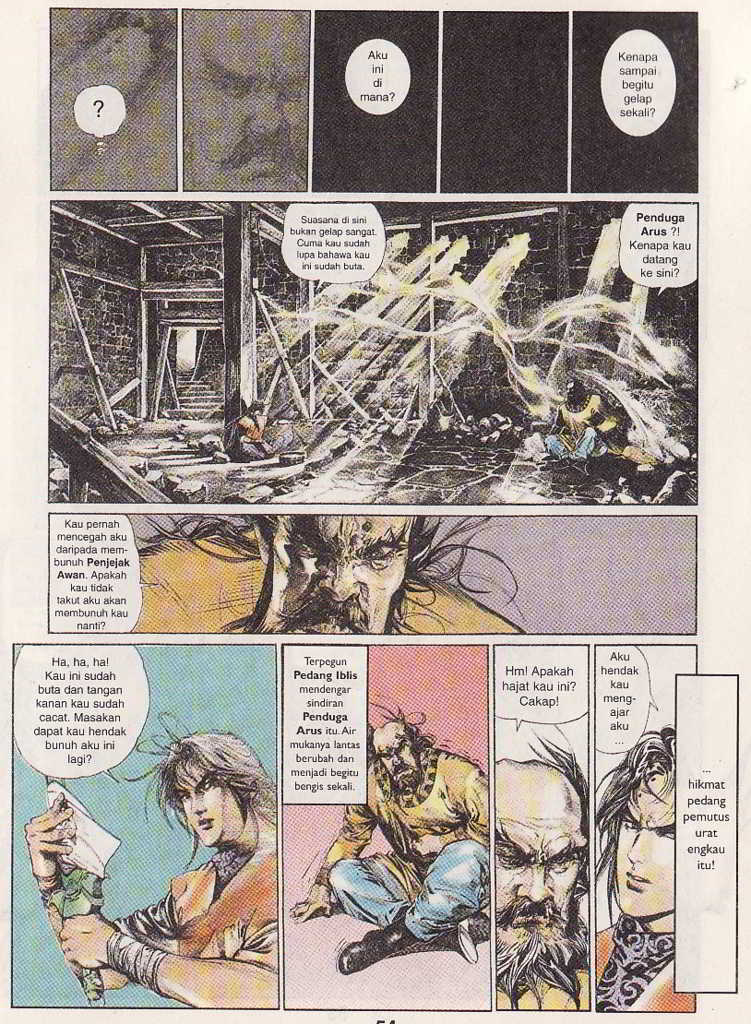 ?
Aku
ini
di
mana?
Kenapa
sampai
begitu
gelap
sekali?
Suasana di sini
bukan gelap sangat.
Cuma kau sudah
lupa bahawa kau
ini sudah buta.
Penduga
Arus ?!
Kenapa kau
datang
ke sini?
Kau pernah
mencegah aku
daripada mem-
bunuh Penjejak
Awan. Apakah
kau tidak
takut aku akan
membunuh kau
nanti?
Ha, ha, ha!
Kau ini sudah
buta dan tangan
kanan kau sudah
cacat. Masakan
dapat kau hendak
bunuh aku ini
lagi?
Terpegun
Pedang Iblis
mendengar
sindiran
Penduga
Arus itu. Air
mukanya lantas
berubah dan
menjadi begitu
bengis sekali.
Hm! Apakah
hajat kau ini?
Cakap!
Aku
hendak
kau
meng-
ajar
aku
...
...
hikmat
pedang
pemutus
urat
engkau
itu!
54